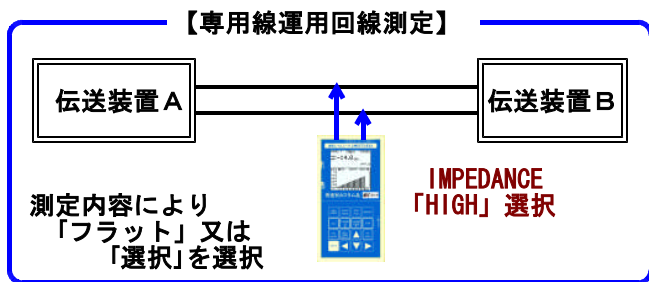 【専用線運用回線測定】
伝送装置A
伝送装置B
IMPEDANCE
「HIGH」選択
測定内容により
「フラット」又は
「選択」を選択